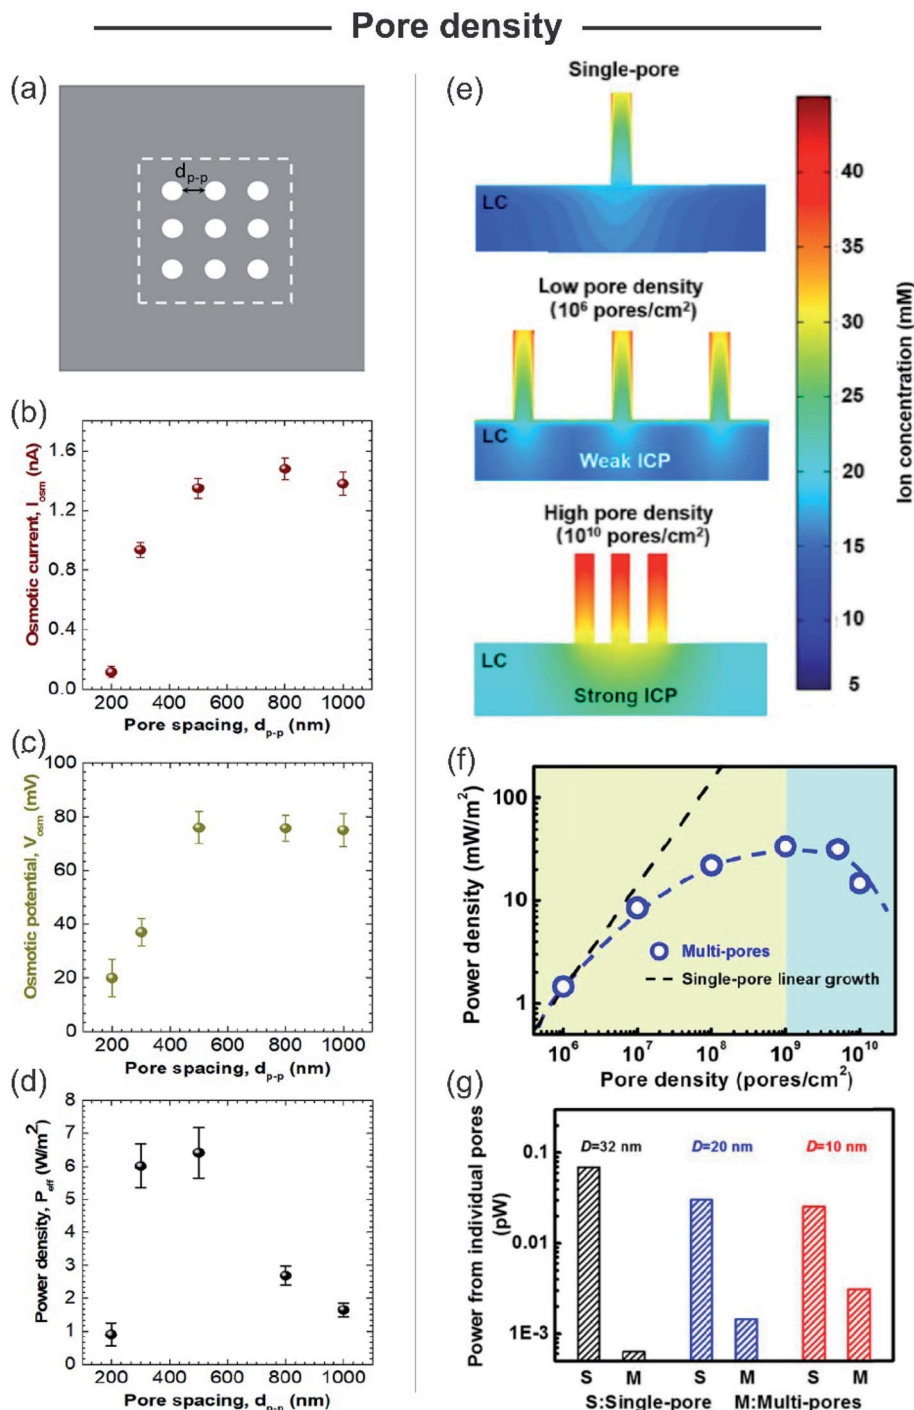 Pore density
(a)
d_p-p
(b)
Osmotic current, I_osm (nA)
1.6
1.2
0.8
0.4
0.0
200 400 600 800 1000
Pore spacing, d_p-p (nm)
(c)
Osmotic potential, V_osm (mV)
100
80
60
40
20
0
200 400 600 800 1000
Pore spacing, d_p-p (nm)
(d)
Power density, P_eff (W/m²)
8
7
6
5
4
3
2
1
0
200 400 600 800 1000
Pore spacing, d_p-p (nm)
(e)
Single-pore
LC
Low pore density
(10⁶ pores/cm²)
LC
Weak ICP
High pore density
(10¹⁰ pores/cm²)
LC
Strong ICP
40
35
30
25
20
15
10
5
Ion concentration (mM)
(f)
Power density (mW/m²)
100
10
1
Multi-pores
Single-pore linear growth
10⁶ 10⁷ 10⁸ 10⁹ 10¹⁰
Pore density (pores/cm²)
(g)
Power from individual pores
(pW)
0.1
0.01
1E-3
D=32 nm D=20 nm D=10 nm
S M S M S M
S:Single-pore M:Multi-pores